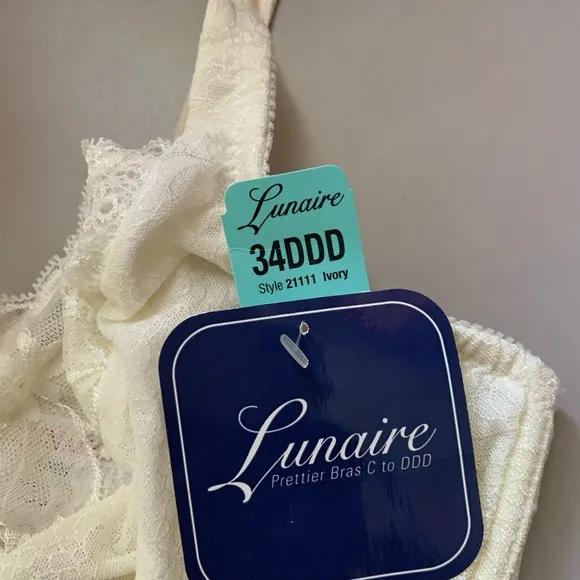 Lunaire
34DDD
Style 21111 Ivory
Lunaire
Prettier Bras C to DDD